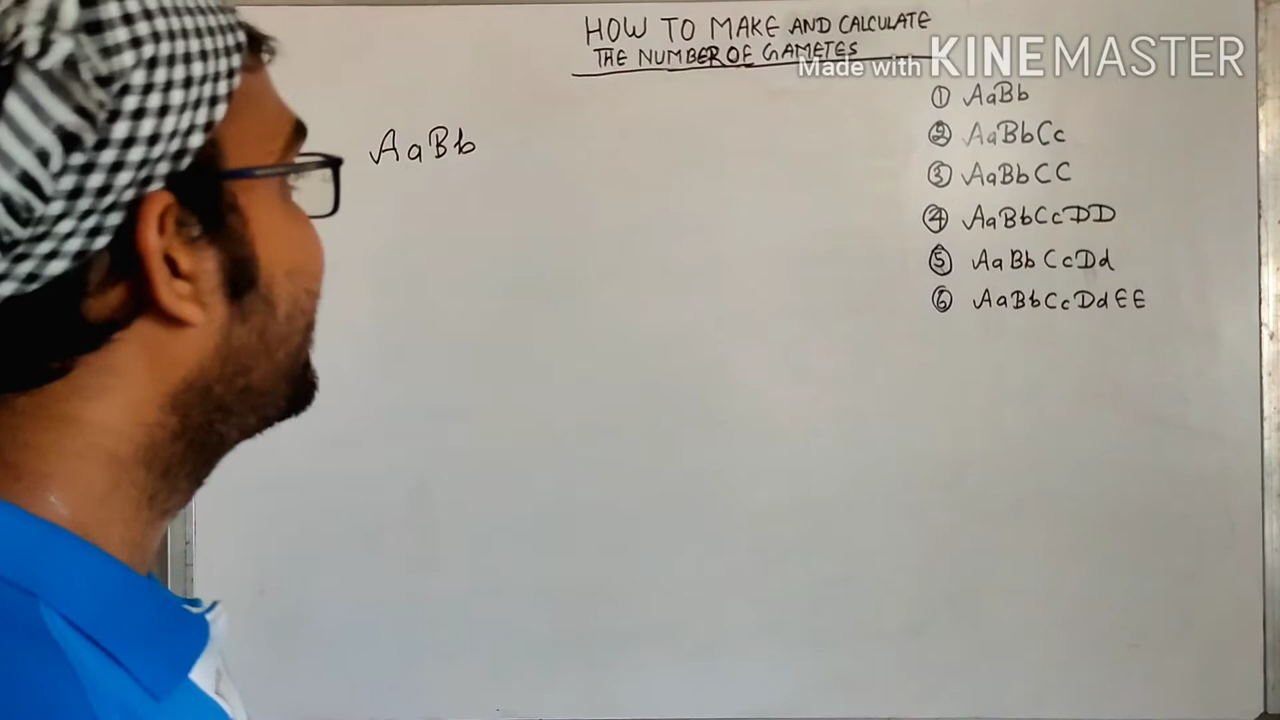 HOW TO MAKE AND CALCULATE
THE NUMBER OF GAMETES
Made with KINEMASTER
AaBb
① AaBb
② AaBbCc
③ AaBbCC
④ AaBbCcDD
⑤ AaBbCcDd
⑥ AaBbCcDdEE